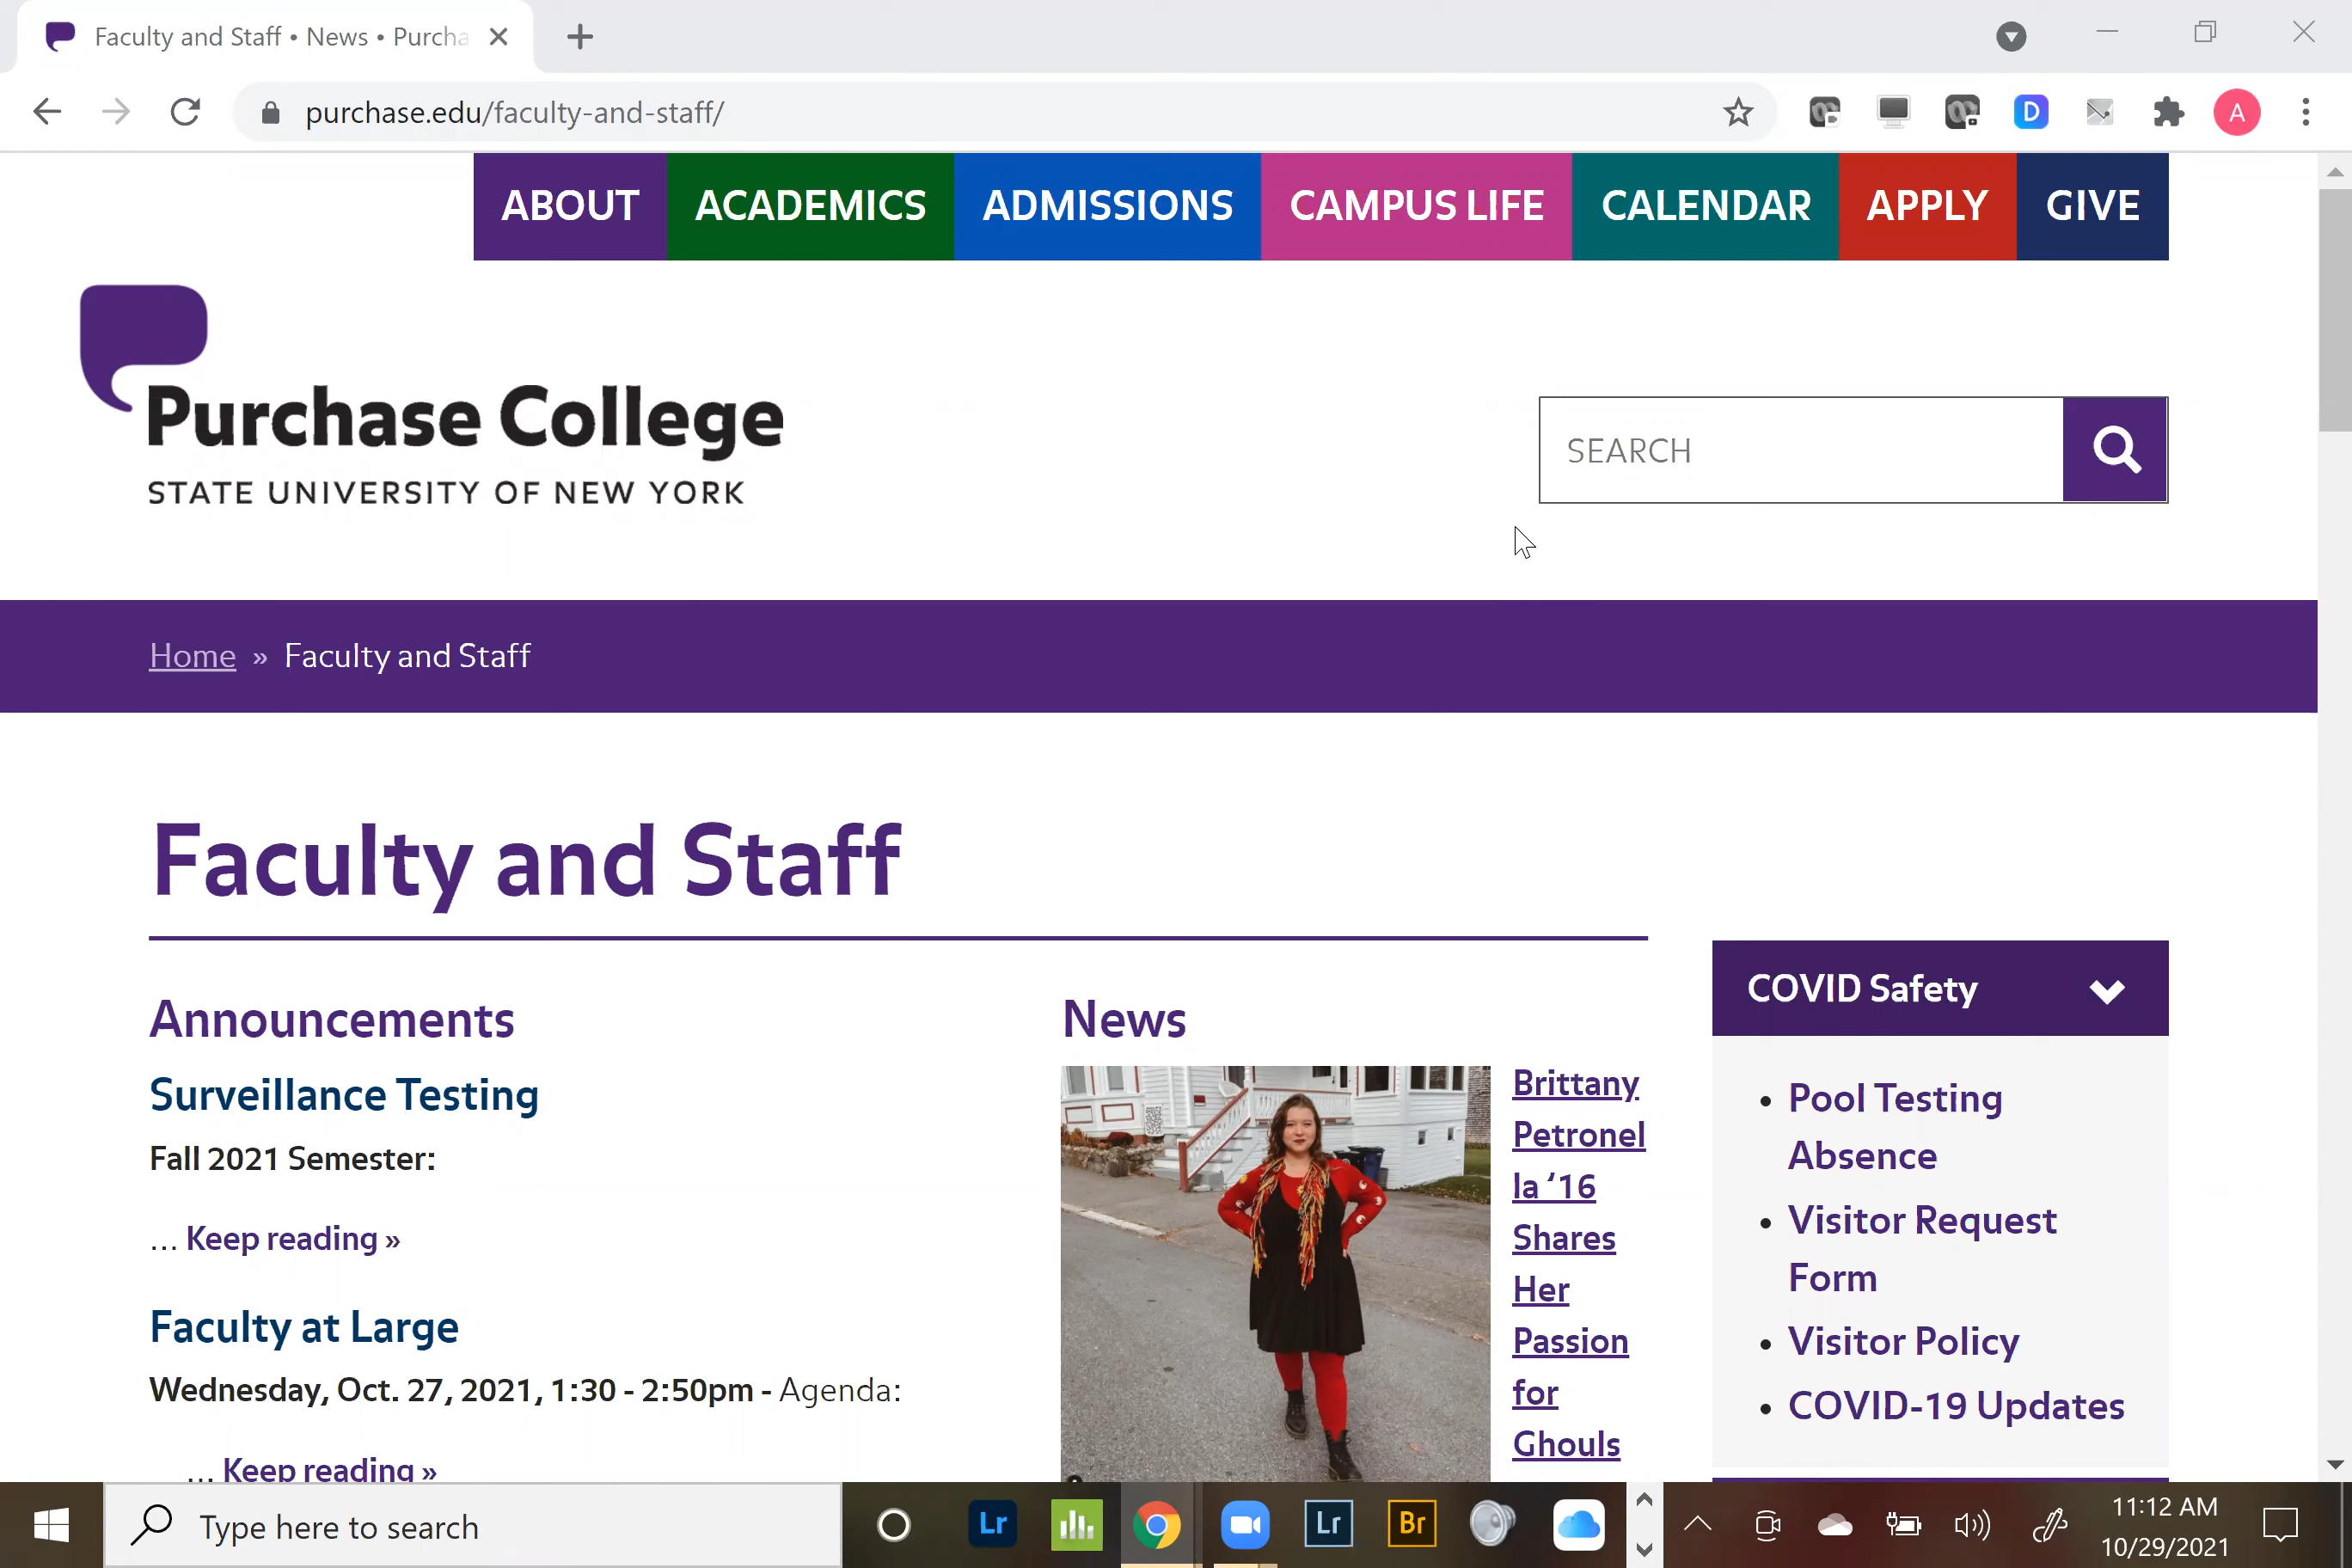 Faculty and Staff • News • Purcha
purchase.edu/faculty-and-staff/
A
D
ABOUT ACADEMICS ADMISSIONS CAMPUS LIFE CALENDAR APPLY GIVE
Purchase College
STATE UNIVERSITY OF NEW YORK
SEARCH
Home » Faculty and Staff
Faculty and Staff
Announcements
Surveillance Testing
Fall 2021 Semester:
… Keep reading »
Faculty at Large
Wednesday, Oct. 27, 2021, 1:30 - 2:50pm - Agenda:
… Keep reading »
News
Brittany
Petronel
la ‘16
Shares
Her
Passion
for
Ghouls
COVID Safety
• Pool Testing
Absence
• Visitor Request
Form
• Visitor Policy
• COVID-19 Updates
Type here to search
Lr
Lr
Br
11:12 AM
10/29/2021